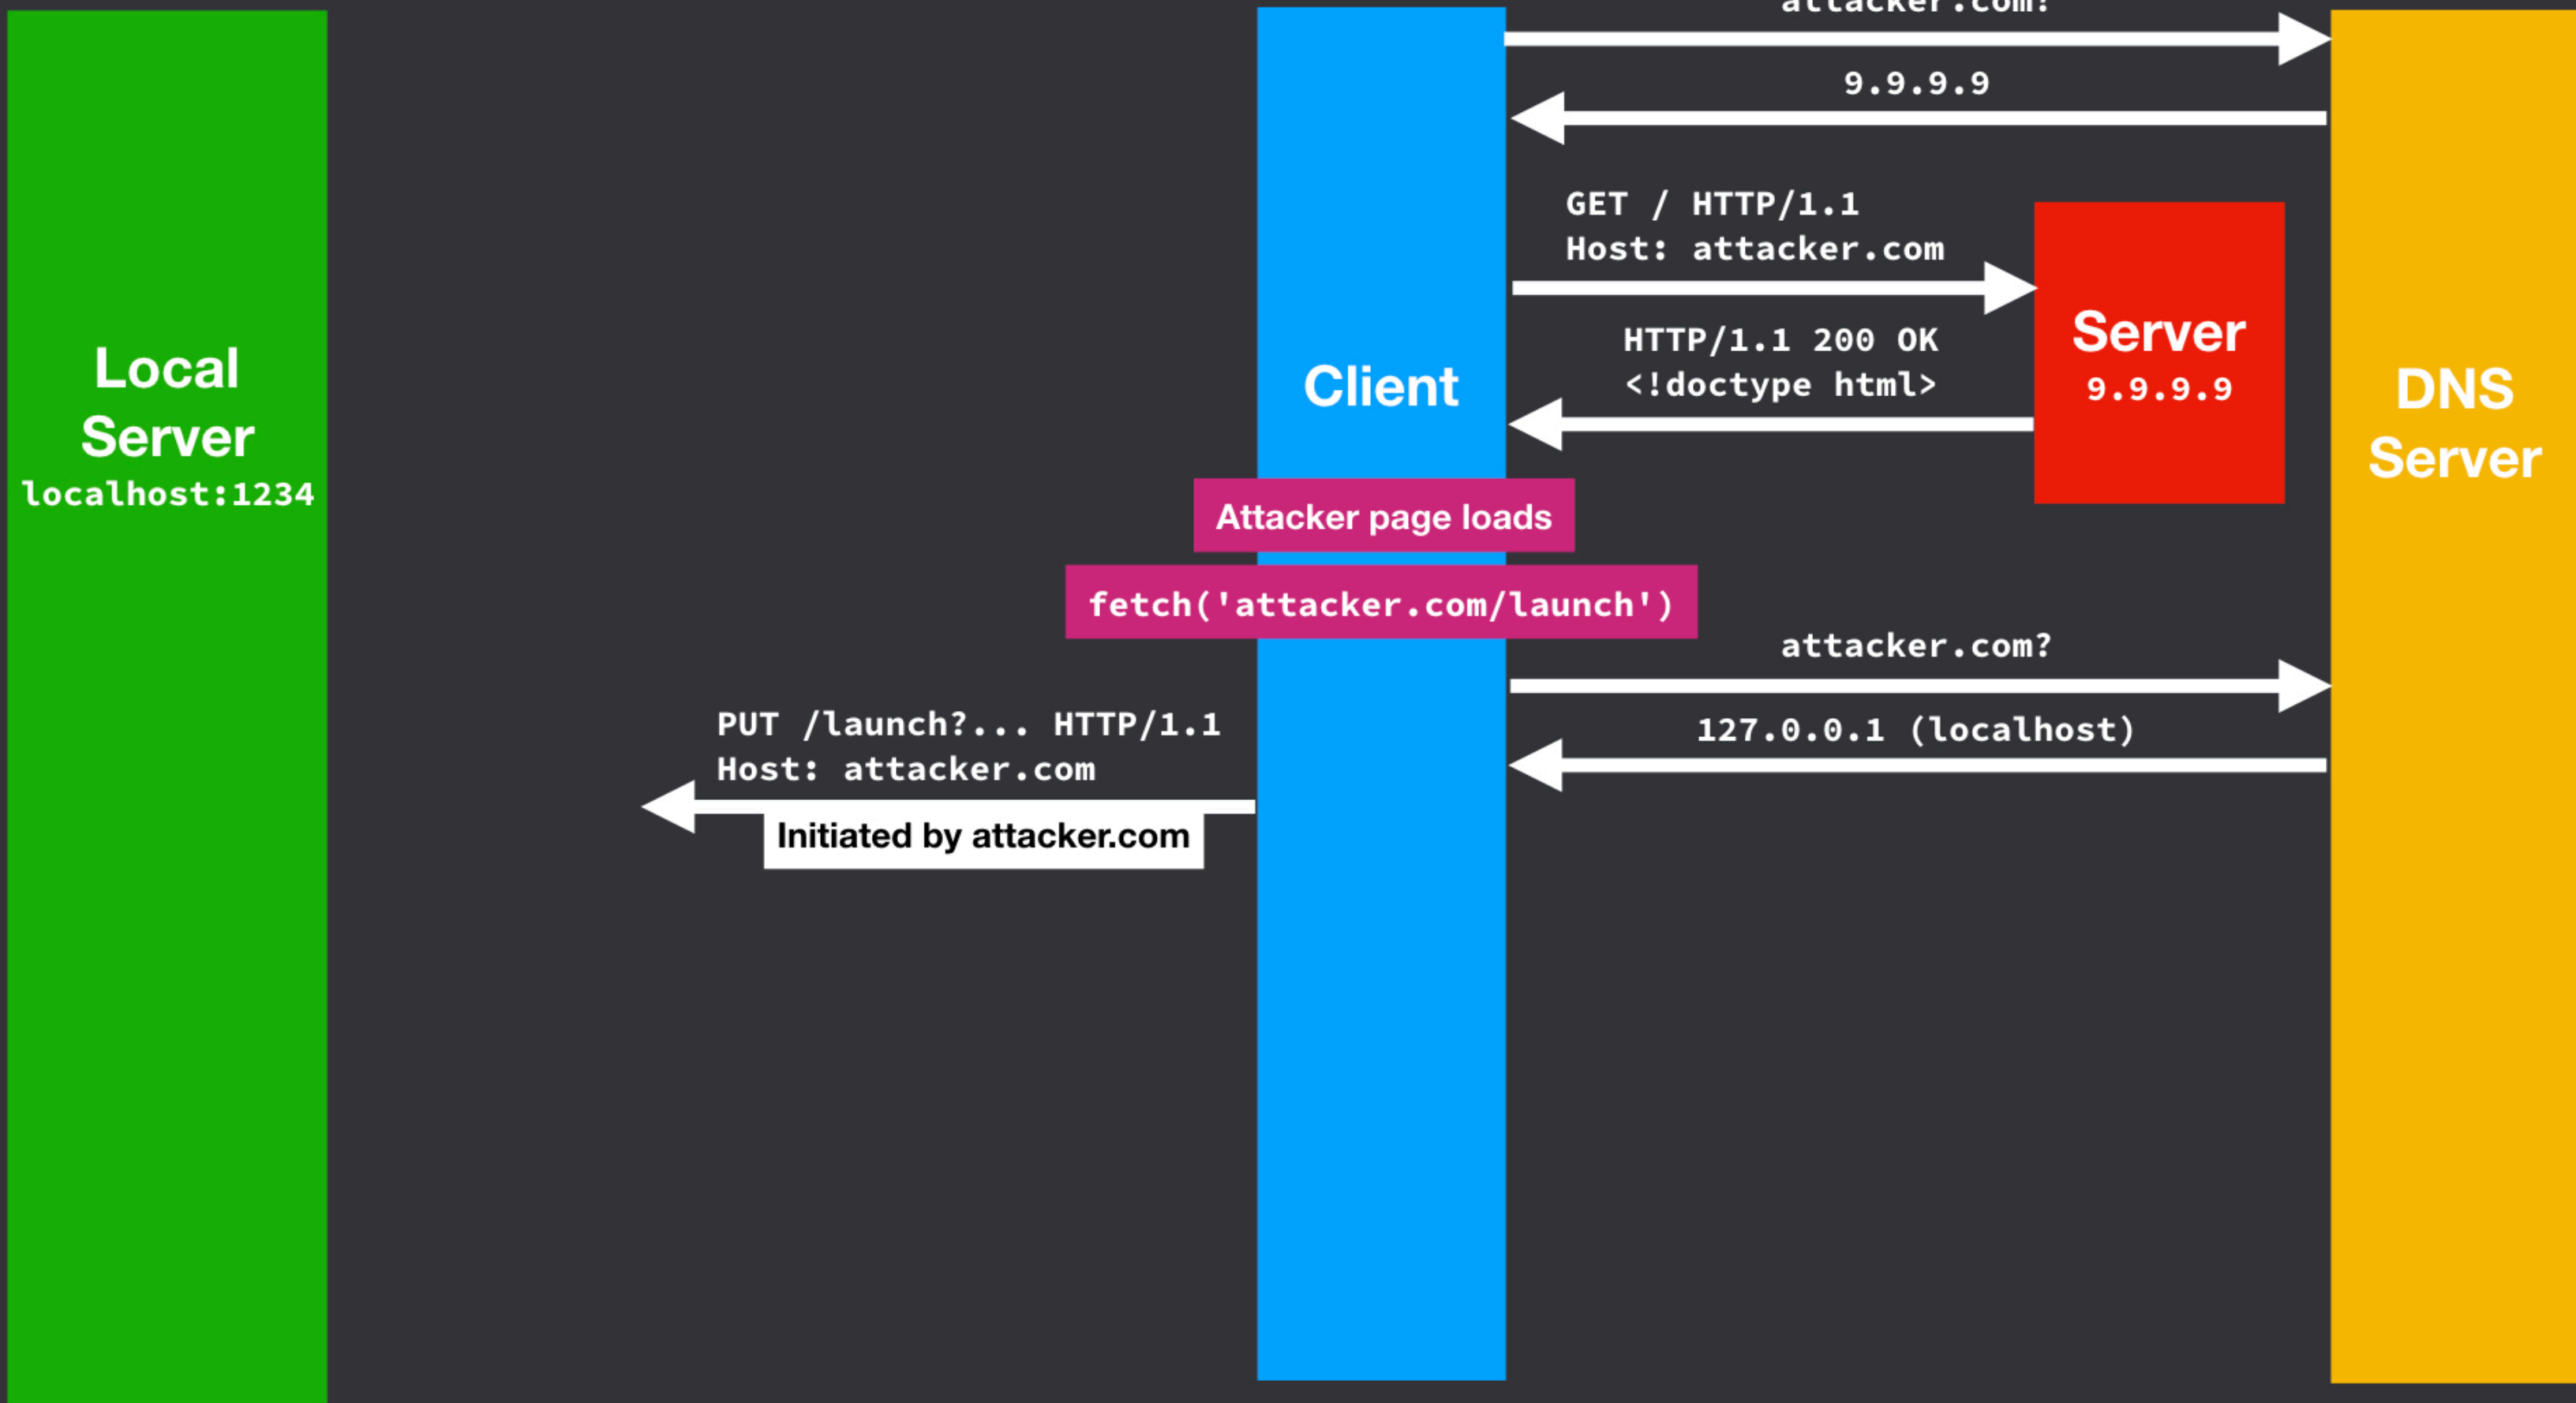 attacker.com?
9.9.9.9
GET / HTTP/1.1
Host: attacker.com
HTTP/1.1 200 OK
<!doctype html>
Server
9.9.9.9
Local
Server
localhost:1234
Client
DNS
Server
Attacker page loads
fetch('attacker.com/launch')
attacker.com?
127.0.0.1 (localhost)
PUT /launch?... HTTP/1.1
Host: attacker.com
Initiated by attacker.com